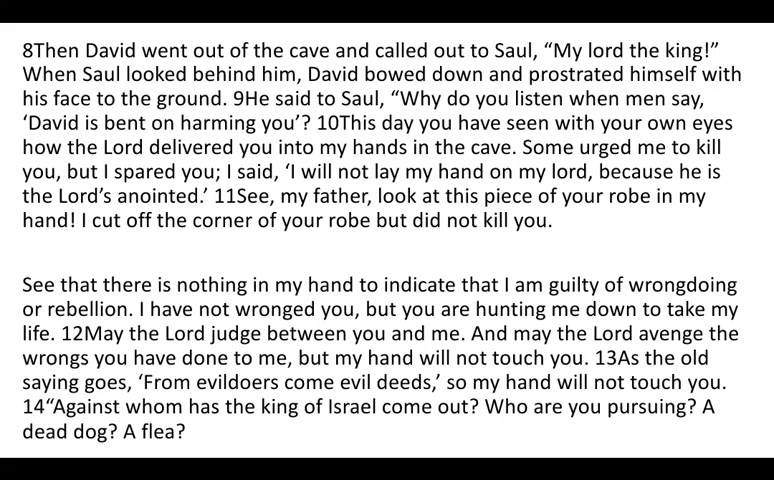 8Then David went out of the cave and called out to Saul, “My lord the king!”
When Saul looked behind him, David bowed down and prostrated himself with
his face to the ground. 9He said to Saul, “Why do you listen when men say,
‘David is bent on harming you’? 10This day you have seen with your own eyes
how the Lord delivered you into my hands in the cave. Some urged me to kill
you, but I spared you; I said, ‘I will not lay my hand on my lord, because he is
the Lord’s anointed.’ 11See, my father, look at this piece of your robe in my
hand! I cut off the corner of your robe but did not kill you.
See that there is nothing in my hand to indicate that I am guilty of wrongdoing
or rebellion. I have not wronged you, but you are hunting me down to take my
life. 12May the Lord judge between you and me. And may the Lord avenge the
wrongs you have done to me, but my hand will not touch you. 13As the old
saying goes, ‘From evildoers come evil deeds,’ so my hand will not touch you.
14“Against whom has the king of Israel come out? Who are you pursuing? A
dead dog? A flea?